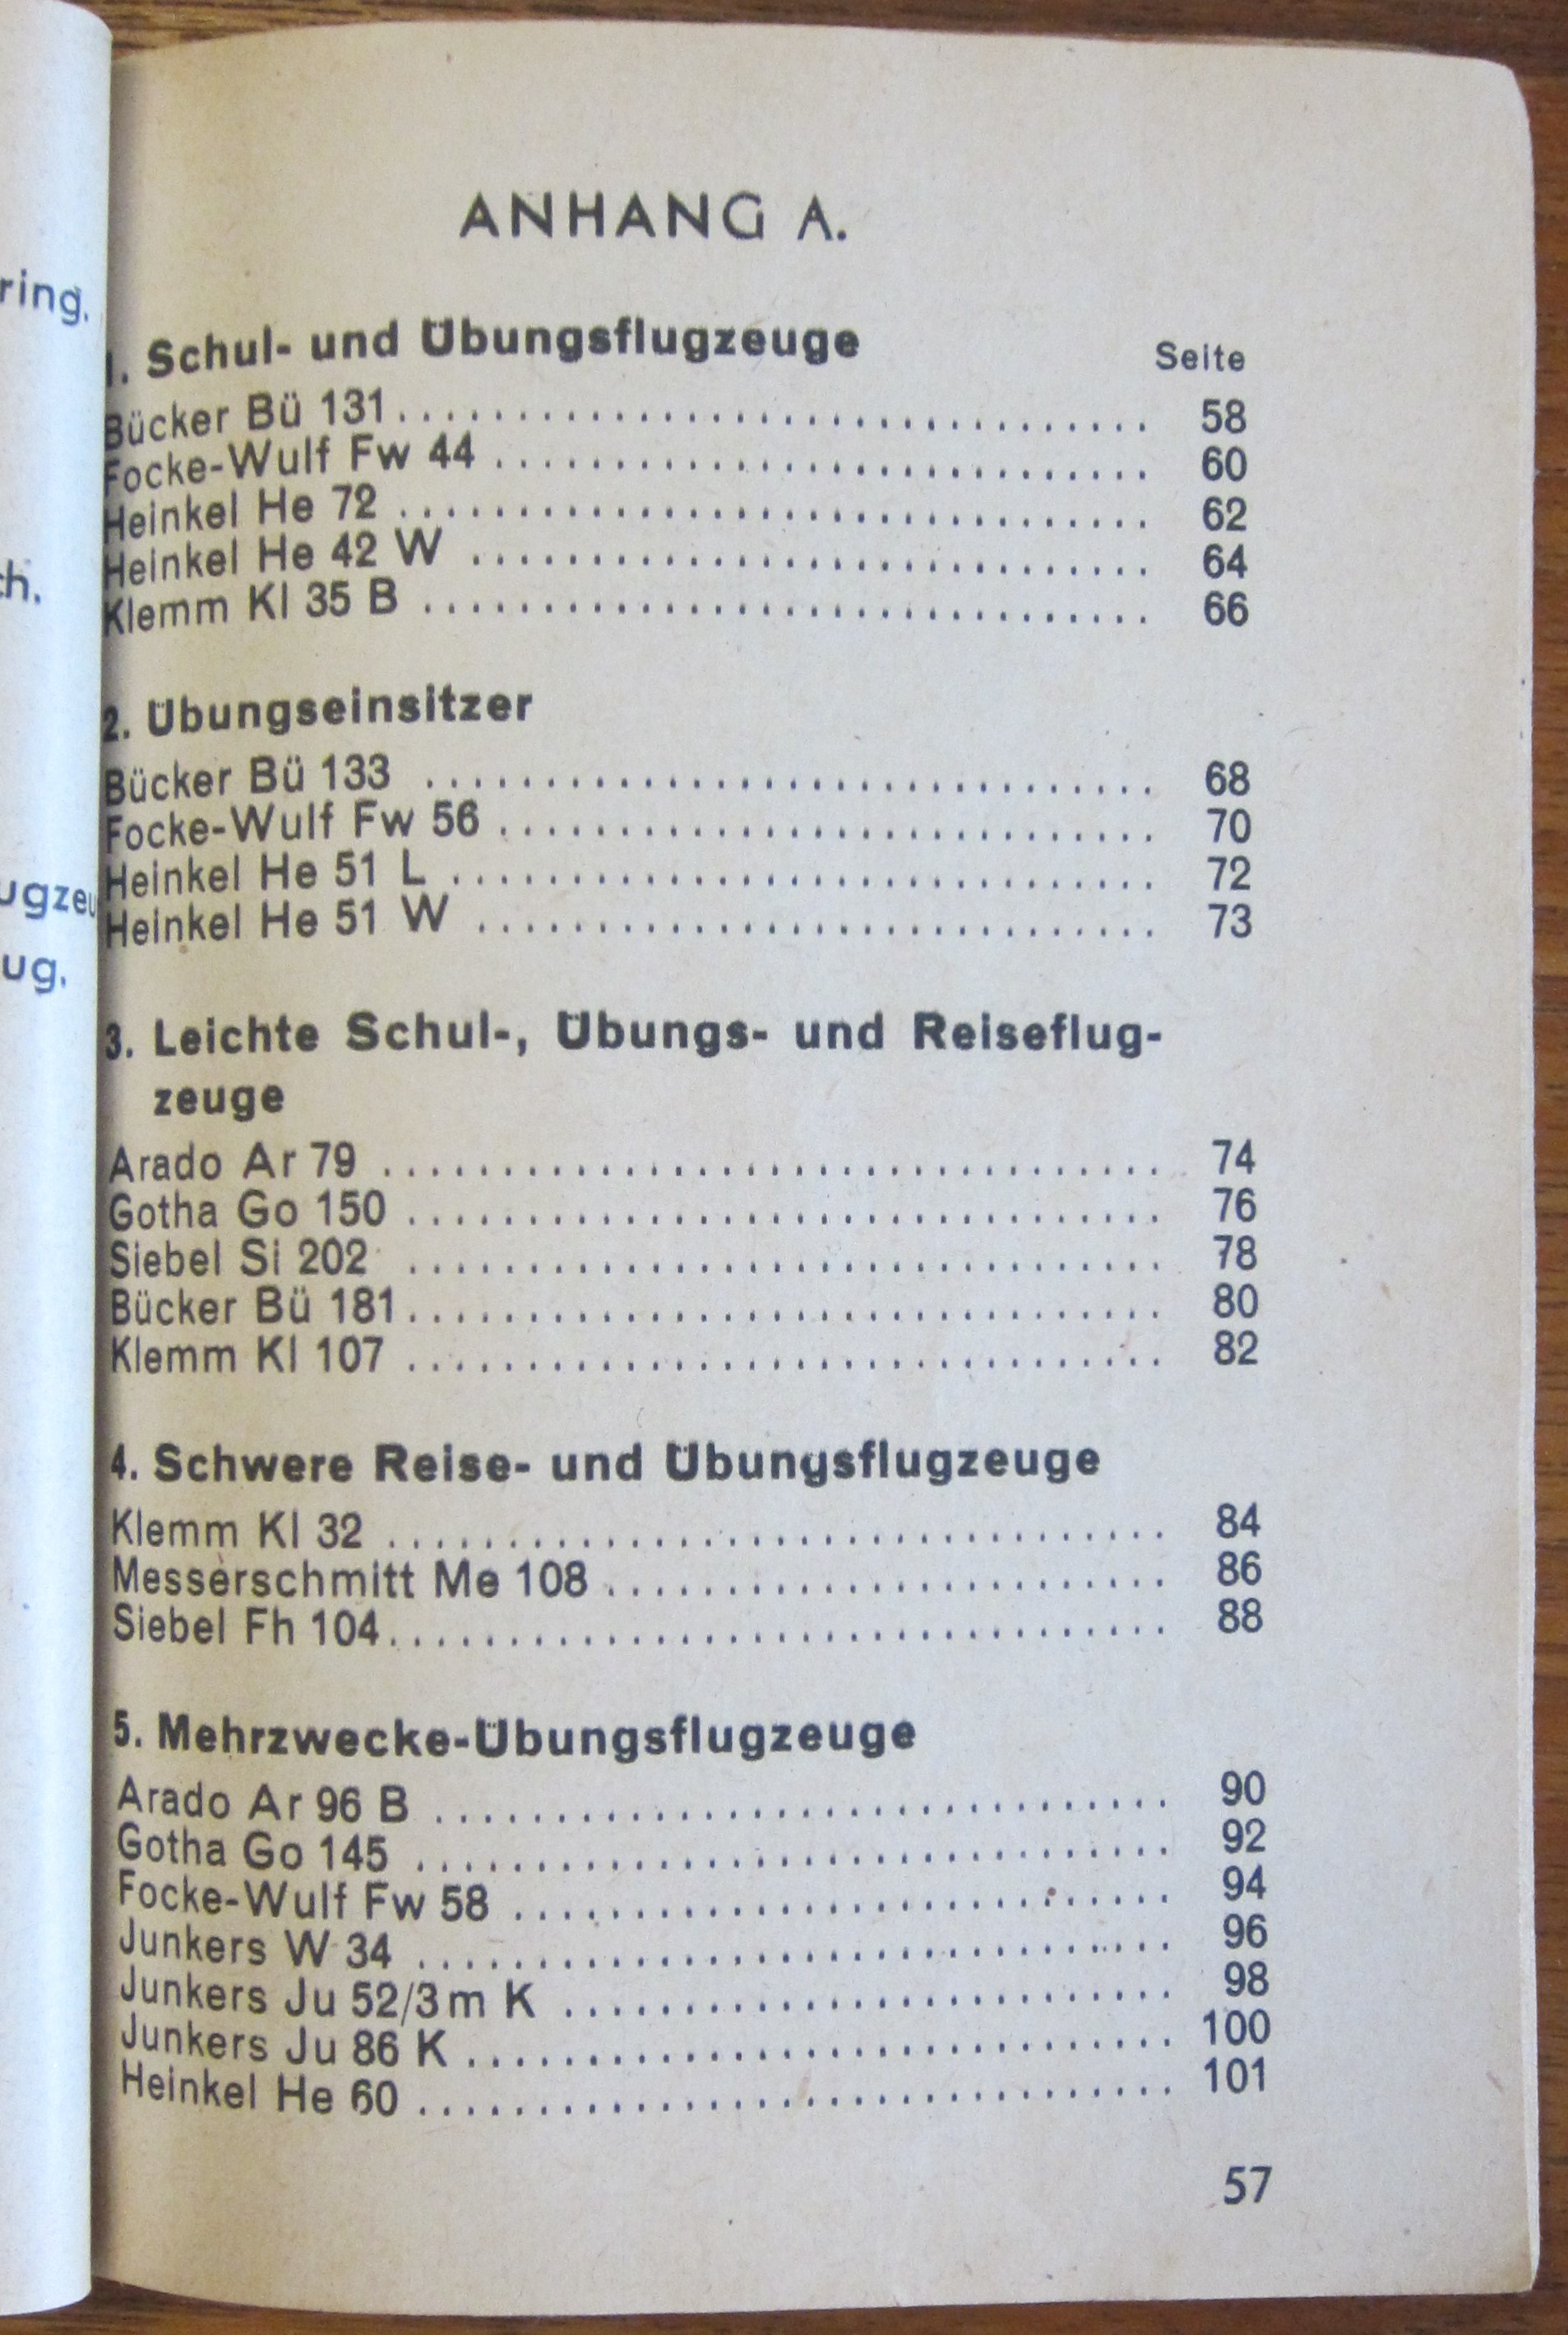 ring.
ch.
ugzeu
ug.
ANHANG A.
1. Schul- und Übungsflugzeuge Seite
Bücker Bü 131 58
Focke-Wulf Fw 44 60
Heinkel He 72 62
Heinkel He 42 W 64
Klemm Kl 35 B 66
2. Übungseinsitzer
Bücker Bü 133 68
Focke-Wulf Fw 56 70
Heinkel He 51 L 72
Heinkel He 51 W 73
3. Leichte Schul-, Übungs- und Reiseflug-
zeuge
Arado Ar 79 74
Gotha Go 150 76
Siebel Si 202 78
Bücker Bü 181 80
Klemm Kl 107 82
4. Schwere Reise- und Übungsflugzeuge
Klemm Kl 32 84
Messerschmitt Me 108 86
Siebel Fh 104 88
5. Mehrzwecke-Übungsflugzeuge
Arado Ar 96 B 90
Gotha Go 145 92
Focke-Wulf Fw 58 94
Junkers W 34 96
Junkers Ju 52/3m K 98
Junkers Ju 86 K 100
Heinkel He 60 101
57